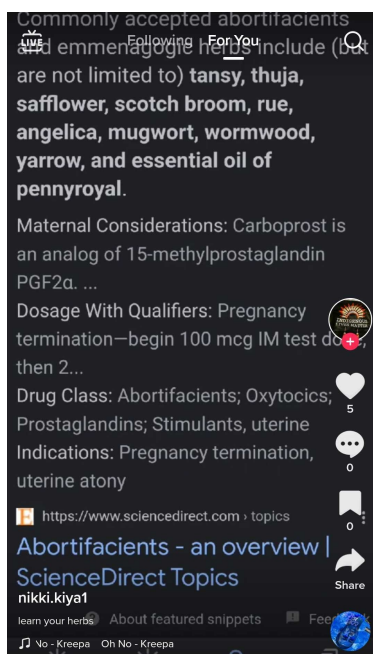 Commonly accepted abortifacients
LIVE
Following For You
and emmenagogic herbs include (but
are not limited to) tansy, thuja,
safflower, scotch broom, rue,
angelica, mugwort, wormwood,
yarrow, and essential oil of
pennyroyal.
Maternal Considerations: Carboprost is
an analog of 15-methylprostaglandin
PGF2α. ...
Dosage With Qualifiers: Pregnancy
termination—begin 100 mcg IM test dose,
then 2...
Drug Class: Abortifacients; Oxytocics;
Prostaglandins; Stimulants, uterine
Indications: Pregnancy termination,
uterine atony
5
0
0
Share
E https://www.sciencedirect.com › topics
Abortifacients - an overview |
ScienceDirect Topics
nikki.kiya1
learn your herbs
About featured snippets
No - Kreepa Oh No - Kreepa